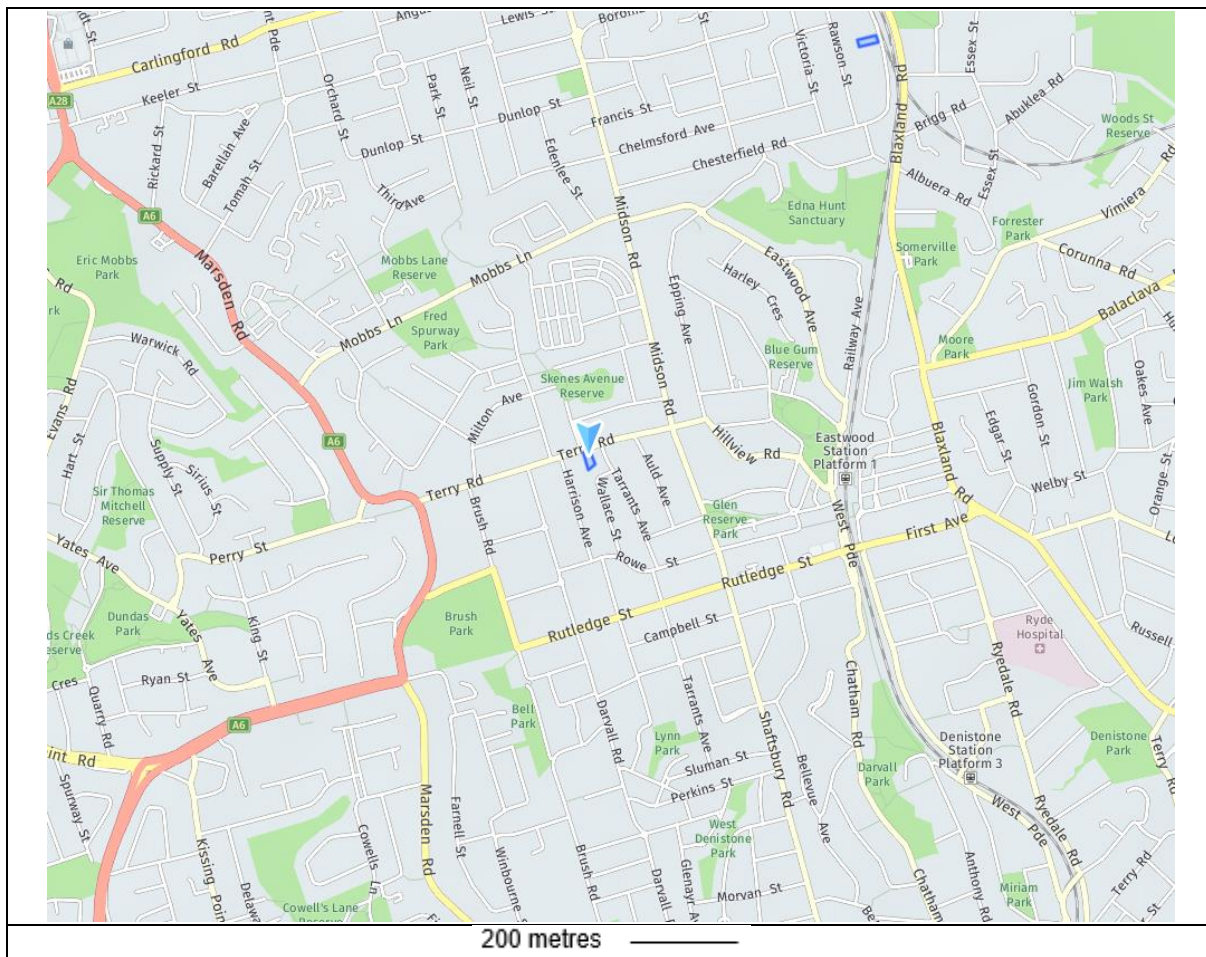 Carlingford Rd
Pde
Angus
Lewis St
Boronia
Victoria St
Rawson St
Essex St
Blaxland Rd
Keeler St
A28
Orchard St
Park St
Neil St
Dunlop St
Dunlop St
Francis St
Chelmsford Ave
Chesterfield Rd
Brigg Rd
Abuklea Rd
Woods St
Reserve
Rickard St
Barellan Ave
Tomah St
Third Ave
Edenlee St
Midson Rd
Albuera Rd
Essex St
Vimiera
Rd
A6
Edna Hunt
Sanctuary
Forrester
Park
Corunna Rd
Eric Mobbs
Park
Marsden Rd
Mobbs Lane
Reserve
Mobbs Ln
Epping Ave
Harley Cres
Eastwood Ave
Railway Ave
Somerville
Park
Balaclava
Rd
rk
Fred
Spurway
Park
Mobbs Ln
Warwick Rd
Evans Rd
Blue Gum
Reserve
Moore
Park
Jim Walsh
Park
Oakes Ave
Skenes Avenue
Reserve
Midson Rd
Milton Ave
Hart St
Supply St
Sirius St
A6
Terry Rd
Hillview Rd
Eastwood
Station
Platform 1
Edgar St
Gordon St
Blaxland Rd
Welby St
Orange St
Sir Thomas
Mitchell
Reserve
Terry Rd
Brush Rd
Harrison Ave
Wallace St
Tarrants Ave
Auld Ave
Glen
Reserve
Park
West Pde
First Ave
Yates Ave
Perry St
Rowe St
Rutledge St
Dundas
Park
ds Creek
eserve
Yates Ave
King St
Brush
Park
Rutledge St
Campbell St
Ryde
Hospital
Russell
Cres
Ryan St
Quarry Rd
A6
Bell
Park
Darvall Rd
Tarrants Ave
Lynn
Park
Shaftsbury Rd
Chatham Rd
Ryedale Rd
Denistone
Station
Platform 3
Denistone
Park
Terry
Rd
int Rd
Sluman St
Perkins St
Bellevue
Ave
Darvall
Park
West Pde
Spurway St
Marsden Rd
Farnell St
West
Denistone
Park
Ryedale Rd
Kissing Point
Delawa
Cowells Ln
Winbourne
Brush Rd
Darvall
Glenayr Av
Morvan St
Chatham
Anthony Rd
Miriam
Park
Terry Rd
Cowell's Lane
Reserve
200 metres